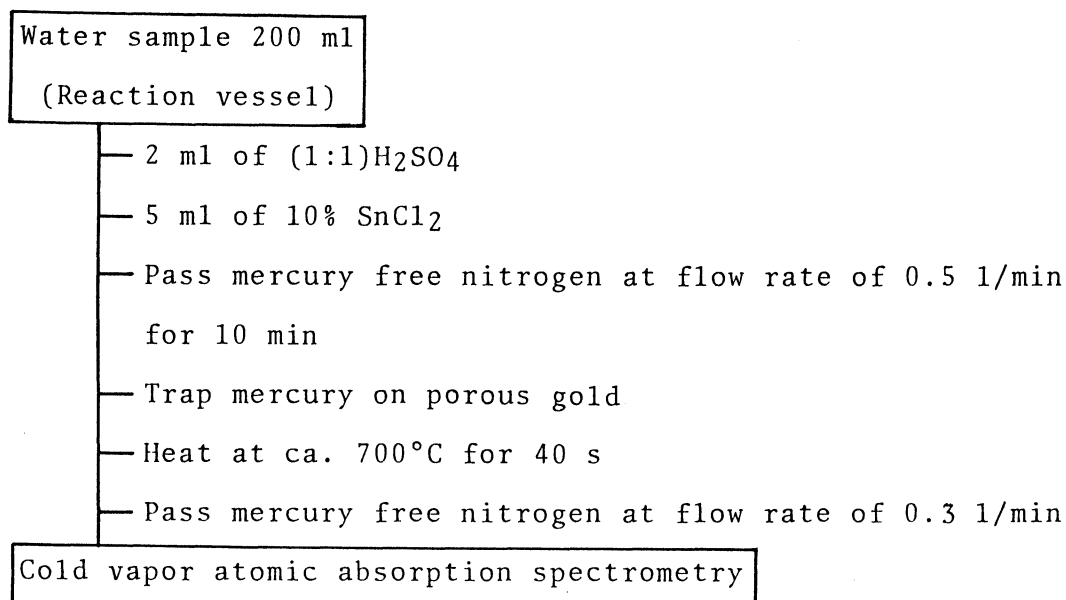 Water sample 200 ml
(Reaction vessel)
2 ml of (1:1)H2SO4
5 ml of 10% SnCl2
Pass mercury free nitrogen at flow rate of 0.5 l/min
for 10 min
Trap mercury on porous gold
Heat at ca. 700°C for 40 s
Pass mercury free nitrogen at flow rate of 0.3 l/min
Cold vapor atomic absorption spectrometry